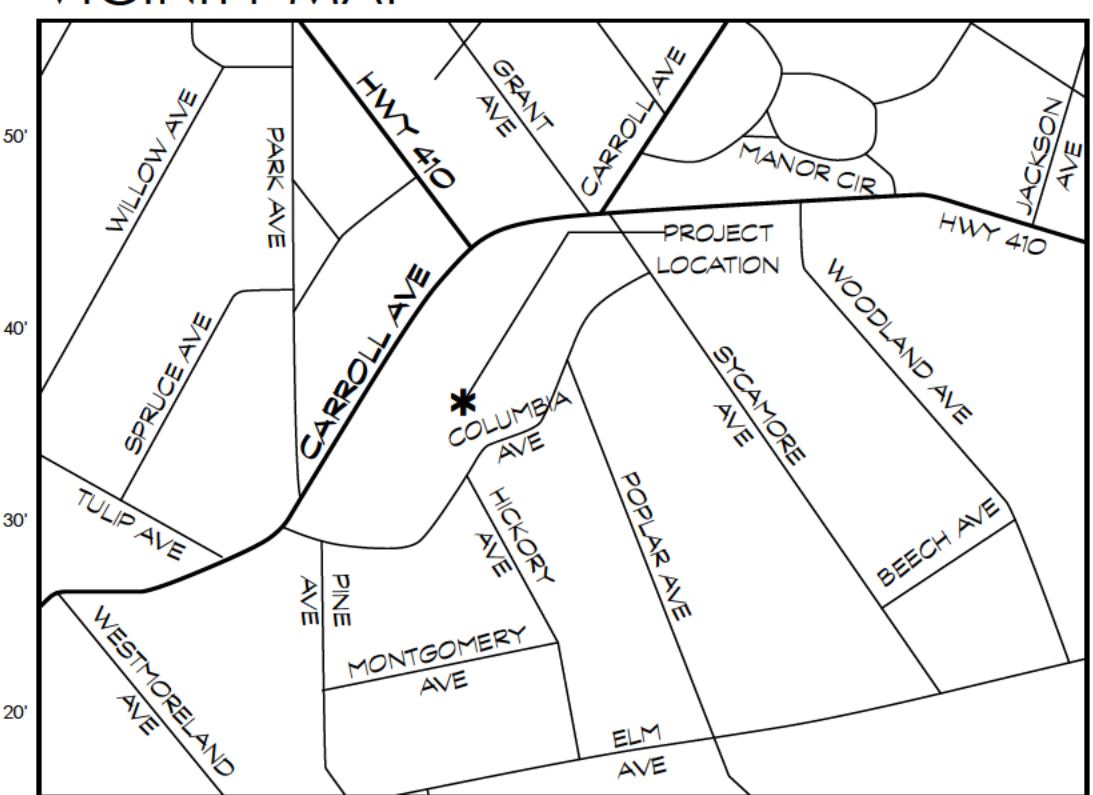 VICINITY MAP
50'
40'
30'
20'
WILLOW AVE
PARK AVE
HWY 410
GRANT
AVE
CARROLL AVE
MANOR CIR
JACKSON
AVE
HWY 410
PROJECT
LOCATION
WOODLAND AVE
CARROLL AVE
SPRUCE AVE
SYCAMORE
AVE
*
COLUMBIA
AVE
TULIP AVE
HICKORY
AVE
POPLAR AVE
BEECH AVE
PINE
AVE
WESTMORELAND
AVE
MONTGOMERY
AVE
ELM
AVE